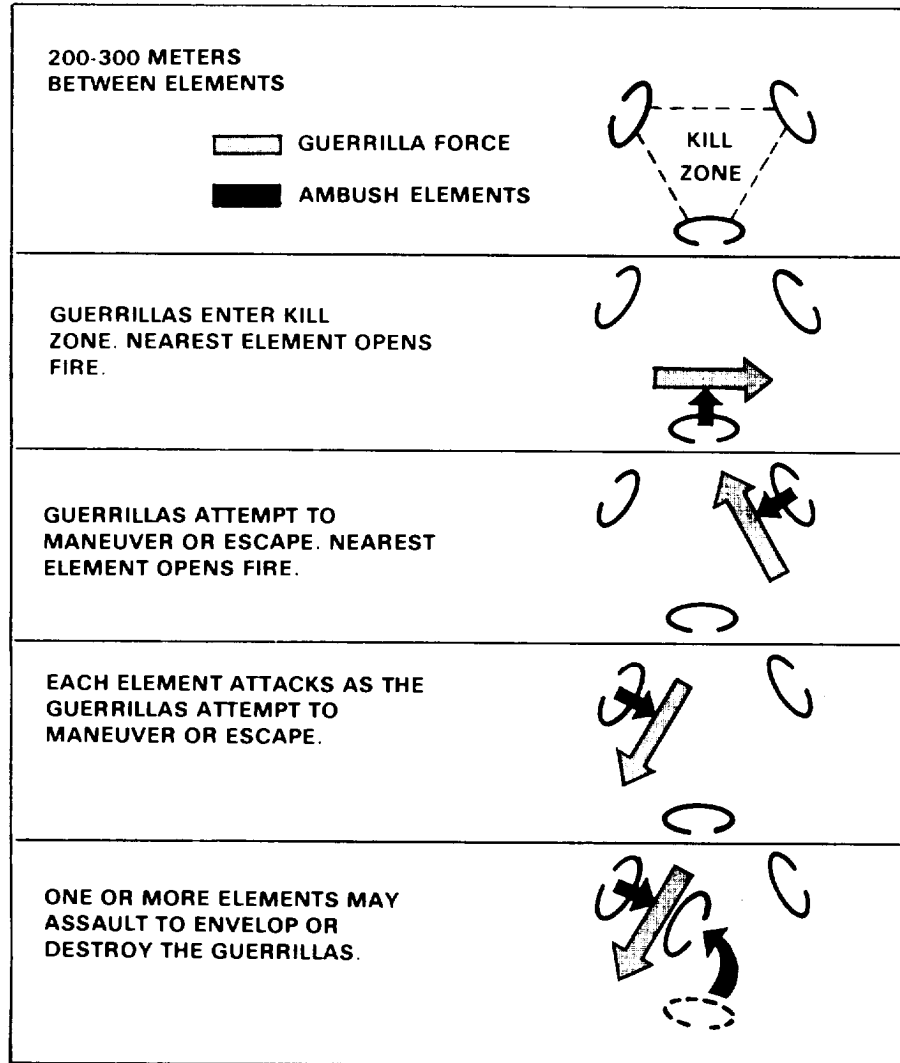 200-300 METERS
BETWEEN ELEMENTS
GUERRILLA FORCE
AMBUSH ELEMENTS
KILL
ZONE
GUERRILLAS ENTER KILL
ZONE. NEAREST ELEMENT OPENS
FIRE.
GUERRILLAS ATTEMPT TO
MANEUVER OR ESCAPE. NEAREST
ELEMENT OPENS FIRE.
EACH ELEMENT ATTACKS AS THE
GUERRILLAS ATTEMPT TO
MANEUVER OR ESCAPE.
ONE OR MORE ELEMENTS MAY
ASSAULT TO ENVELOP OR
DESTROY THE GUERRILLAS.